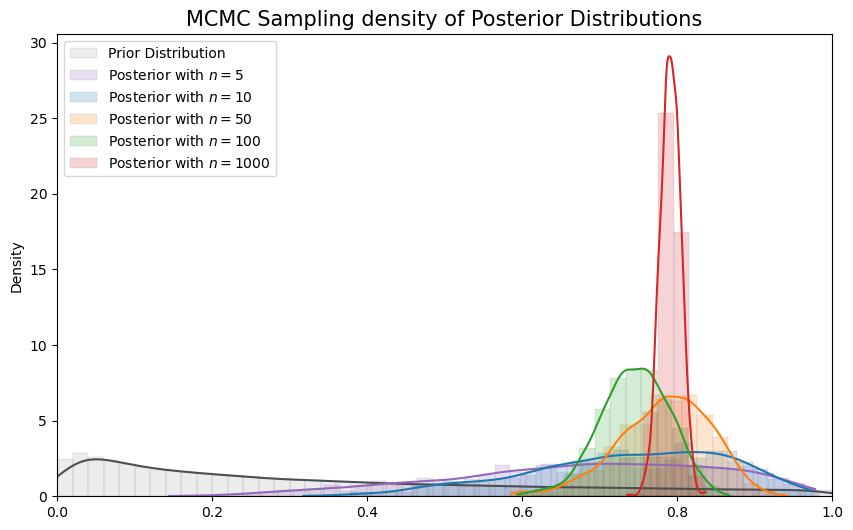 MCMC Sampling density of Posterior Distributions
30
25
20
15
10
5
0
Density
Prior Distribution
Posterior with n = 5
Posterior with n = 10
Posterior with n = 50
Posterior with n = 100
Posterior with n = 1000
0.0 0.2 0.4 0.6 0.8 1.0